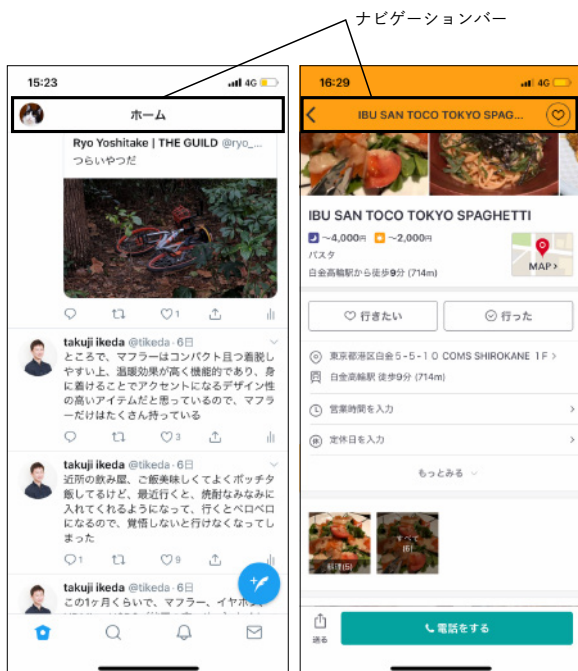 ナビゲーションバー
15:23
4G
ホーム
Ryo Yoshitake | THE GUILD @ryo_...
つらいやつだ
1
takuji ikeda @tikeda·6日
ところで、マフラーはコンパクト且つ着脱し
やすい上、温暖効果が高く機能的であり、身
に着けることでアクセントになるデザイン性
の高いアイテムだと思っているので、マフラ
ーだけはたくさん持っている
3
takuji ikeda @tikeda·6日
近所の飲み屋、ご飯美味しくてよくボッチタ
飯してるけど、最近行くと、焼酎なみなみに
入れてくれるようになって、行くとベロベロ
になるので、覚悟しないと行けなくなってし
まった
1
9
takuji ikeda @tikeda·6日
この1ヶ月くらいで、マフラー、イヤホン、
16:29
4G
IBU SAN TOCO TOKYO SPAG...
IBU SAN TOCO TOKYO SPAGHETTI
~4,000円 ~2,000円
パスタ
白金高輪駅から徒歩9分 (714m)
MAP
行きたい
行った
東京都港区白金5-5-10 COMS SHIROKANE 1F
白金高輪駅 徒歩9分 (714m)
営業時間を入力
定休日を入力
もっとみる
料理(5)
すべて
(6)
送る
電話をする